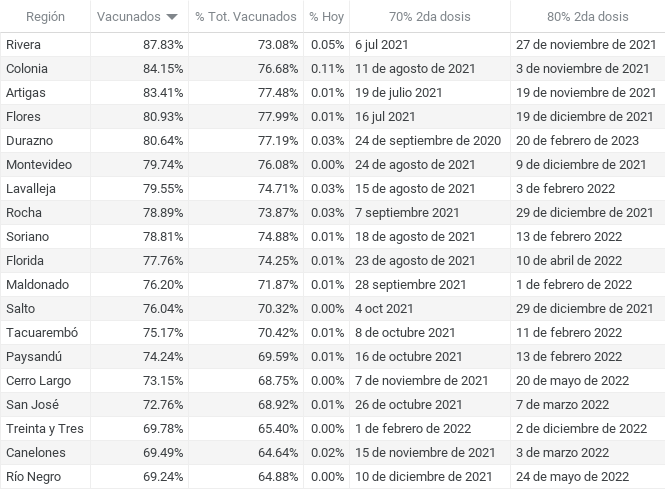 Región Vacunados % Tot. Vacunados % Hoy 70% 2da dosis 80% 2da dosis
Rivera 87.83% 73.08% 0.05% 6 jul 2021 27 de noviembre de 2021
Colonia 84.15% 76.68% 0.11% 11 de agosto de 2021 3 de noviembre de 2021
Artigas 83.41% 77.48% 0.01% 19 de julio 2021 19 de noviembre de 2021
Flores 80.93% 77.99% 0.01% 16 jul 2021 19 de diciembre de 2021
Durazno 80.64% 77.19% 0.03% 24 de septiembre de 2020 20 de febrero de 2023
Montevideo 79.74% 76.08% 0.00% 24 de agosto de 2021 9 de diciembre de 2021
Lavalleja 79.55% 74.71% 0.03% 15 de agosto de 2021 3 de febrero 2022
Rocha 78.89% 73.87% 0.03% 7 septiembre 2021 29 de diciembre de 2021
Soriano 78.81% 74.88% 0.01% 18 de agosto de 2021 13 de febrero 2022
Florida 77.76% 74.25% 0.01% 23 de agosto de 2021 10 de abril de 2022
Maldonado 76.20% 71.87% 0.01% 28 septiembre 2021 1 de febrero de 2022
Salto 76.04% 70.32% 0.00% 4 oct 2021 29 de diciembre de 2021
Tacuarembó 75.17% 70.42% 0.01% 8 de octubre 2021 11 de febrero 2022
Paysandú 74.24% 69.59% 0.01% 16 de octubre 2021 13 de febrero 2022
Cerro Largo 73.15% 68.75% 0.00% 7 de noviembre de 2021 20 de mayo de 2022
San José 72.76% 68.92% 0.01% 26 de octubre 2021 7 de marzo 2022
Treinta y Tres 69.78% 65.40% 0.00% 1 de febrero de 2022 2 de diciembre de 2022
Canelones 69.49% 64.64% 0.02% 15 de noviembre de 2021 3 de marzo 2022
Río Negro 69.24% 64.88% 0.00% 10 de diciembre de 2021 24 de mayo de 2022